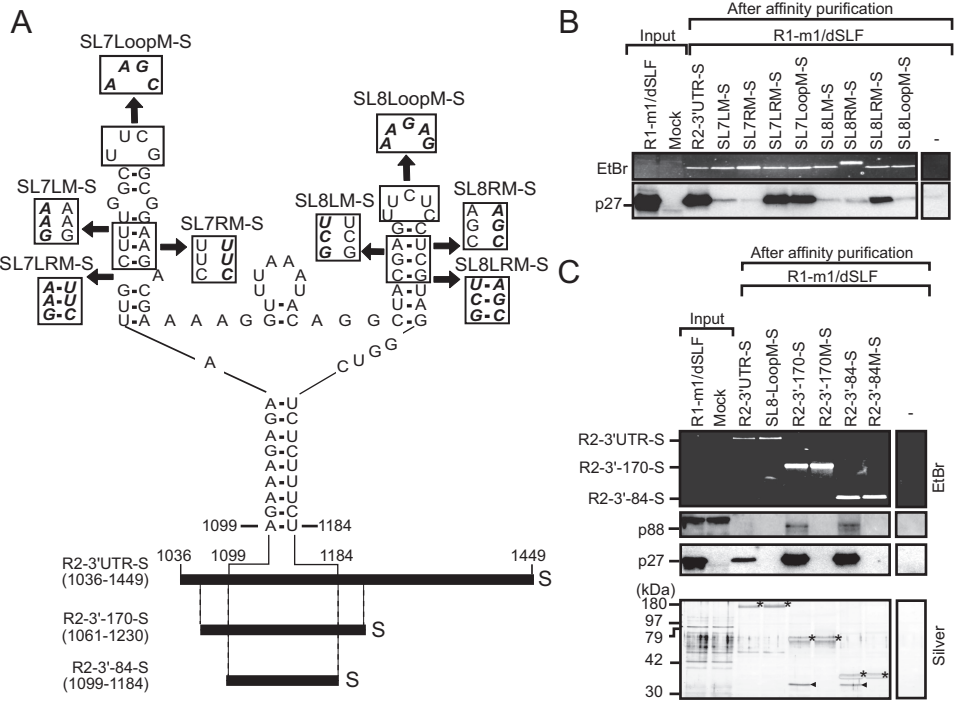 A
SL7LoopM-S
A A G C
SL8LoopM-S
A A G A G
U U C G
SL7LM-S
A A
A A
G G
SL7RM-S
U U
U U
C C
SL8LM-S
U U
C C
G G
U C U C
SL8RM-S
A A
G G
C C
SL7LRM-S
A-U
A-U
G-C
SL8LRM-S
U-A
C-G
G-C
U U A A A U A
A A A A G G
C A G G C
A
C U G G
A-U
G-C
A-U
G-C
A-U
A-U
A-U
G-C
A-U
1099
1184
1036 1099 1184 1449
R2-3'UTR-S
(1036-1449)
S
R2-3'-170-S
(1061-1230)
S
R2-3'-84-S
(1099-1184)
S
B
After affinity purification
Input
R1-m1/dSLF
R1-m1/dSLF
Mock
R2-3'UTR-S
SL7LM-S
SL7RM-S
SL7LRM-S
SL7LoopM-S
SL8LM-S
SL8RM-S
SL8LRM-S
SL8LoopM-S
-
EtBr
p27
C
After affinity purification
R1-m1/dSLF
Input
R1-m1/dSLF
Mock
R2-3'UTR-S
SL8-LoopM-S
R2-3'-170-S
R2-3'-170M-S
R2-3'-84-S
R2-3'-84M-S
-
R2-3'UTR-S
R2-3'-170-S
R2-3'-84-S
EtBr
p88
p27
(kDa)
180
97
79
42
30
Silver